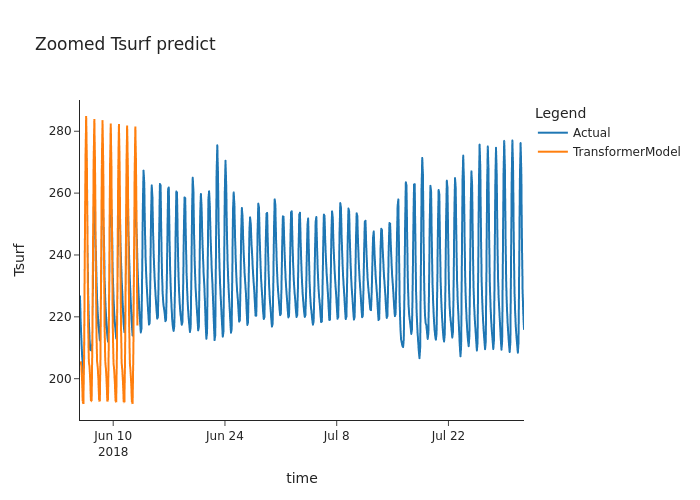 Zoomed Tsurf predict
Legend
Actual
TransformerModel
280
260
240
220
200
Tsurf
Jun 10
2018
Jun 24
Jul 8
Jul 22
time